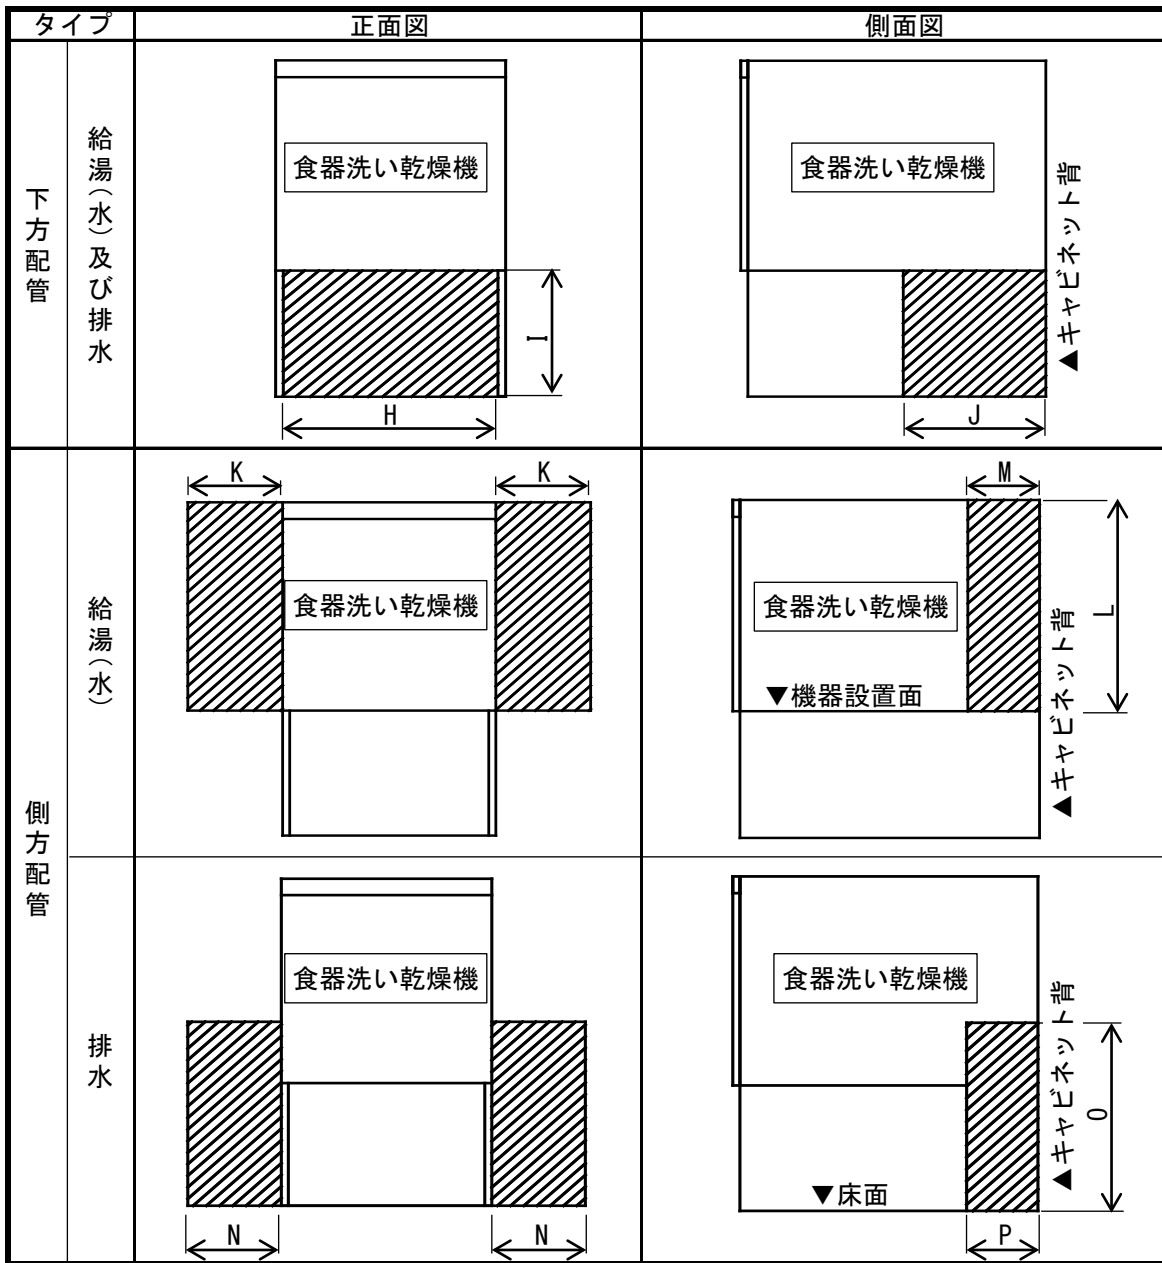 タイプ
正面図
側面図
下方配管
給湯(水)及び排水
食器洗い乾燥機
I
H
食器洗い乾燥機
▲キャビネット背
J
側方配管
給湯(水)
K
K
食器洗い乾燥機
M
食器洗い乾燥機
▼機器設置面
▲キャビネット背
L
排水
食器洗い乾燥機
N
N
食器洗い乾燥機
▼床面
▲キャビネット背
O
P